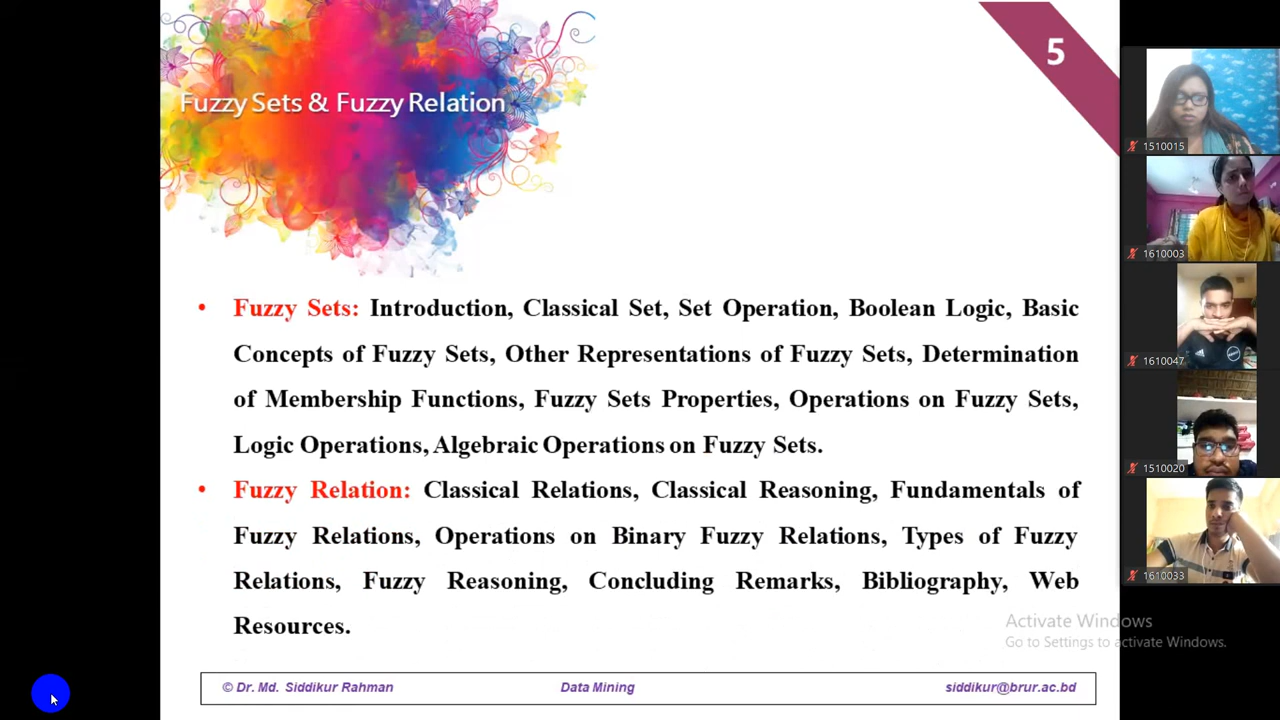 5
Fuzzy Sets & Fuzzy Relation
• Fuzzy Sets: Introduction, Classical Set, Set Operation, Boolean Logic, Basic
Concepts of Fuzzy Sets, Other Representations of Fuzzy Sets, Determination
of Membership Functions, Fuzzy Sets Properties, Operations on Fuzzy Sets,
Logic Operations, Algebraic Operations on Fuzzy Sets.
• Fuzzy Relation: Classical Relations, Classical Reasoning, Fundamentals of
Fuzzy Relations, Operations on Binary Fuzzy Relations, Types of Fuzzy
Relations, Fuzzy Reasoning, Concluding Remarks, Bibliography, Web
Resources.
© Dr. Md. Siddikur Rahman
Data Mining
siddikur@brur.ac.bd
Activate Windows
Go to Settings to activate Windows.
1510015
1610003
1610047
1510020
1610033